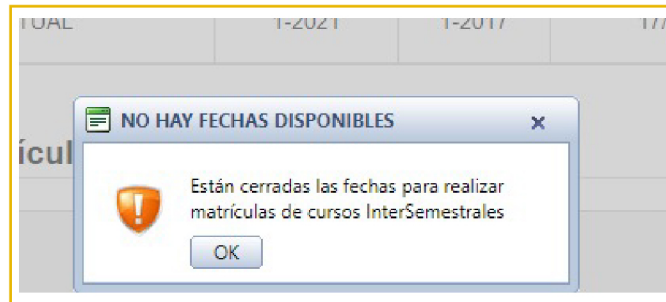 1-2021 1-2017
NO HAY FECHAS DISPONIBLES
Están cerradas las fechas para realizar
matrículas de cursos InterSemestrales
OK